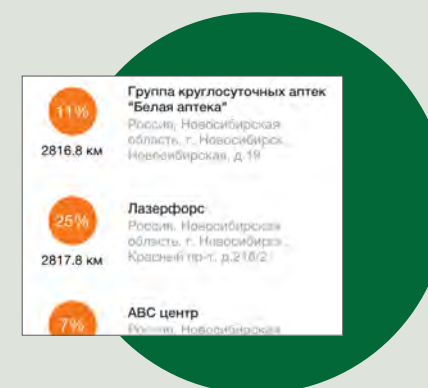 11%
2816.8 км
Группа круглосуточных аптек
"Белая аптека"
Россия, Новосибирская
область, г. Новосибирск,
Новосибирская, д.19
25%
2817.8 км
Лазерфорс
Россия, Новосибирская
область, г. Новосибирск,
Красный пр-т, д.218/2
7%
АВС центр
Россия, Новосибирская